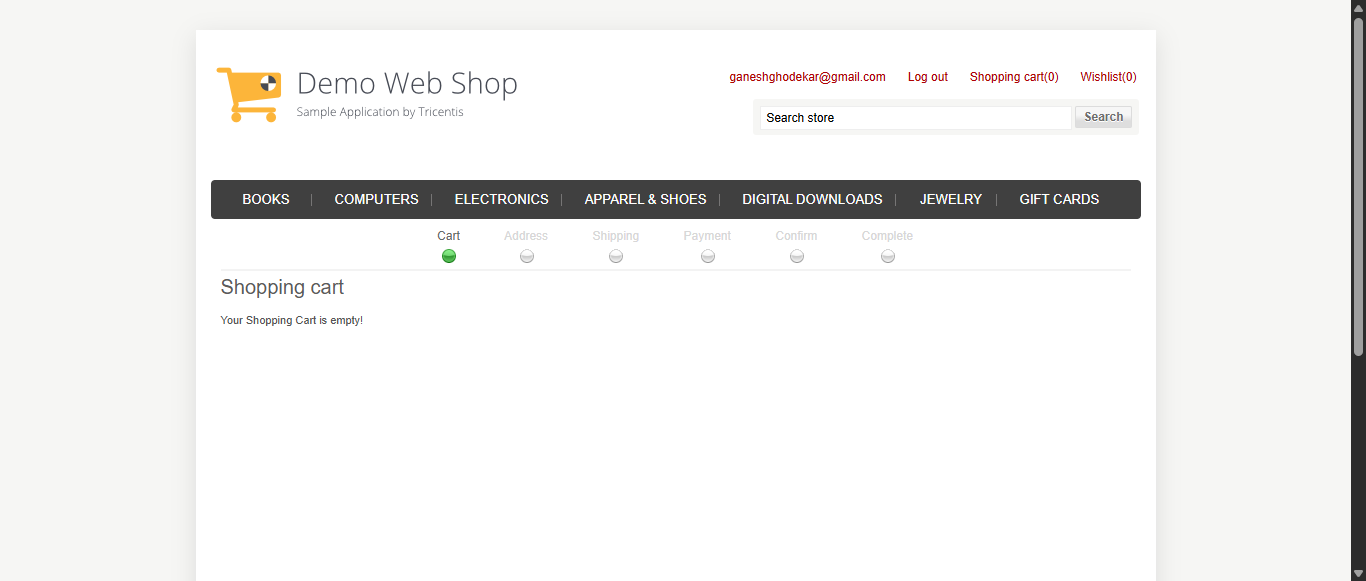 Demo Web Shop
Sample Application by Tricentis
ganeshghodekar@gmail.com Log out Shopping cart(0) Wishlist(0)
Search store Search
BOOKS COMPUTERS ELECTRONICS APPAREL & SHOES DIGITAL DOWNLOADS JEWELRY GIFT CARDS
Cart Address Shipping Payment Confirm Complete
Shopping cart
Your Shopping Cart is empty!